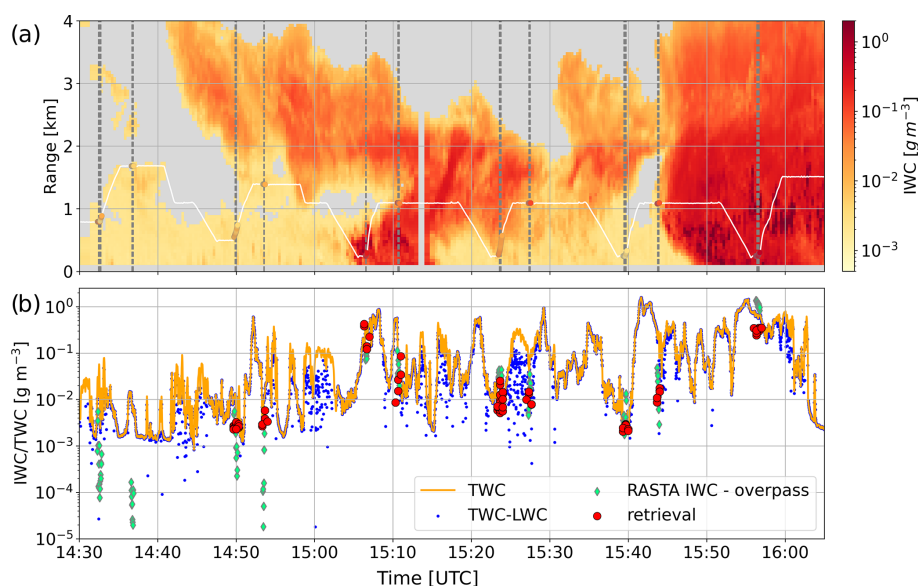 (a)
Range [km]
4
3
2
1
0
10⁰
10⁻¹
10⁻²
10⁻³
IWC [g m⁻³]
(b)
IWC/TWC [g m⁻³]
10⁰
10⁻¹
10⁻²
10⁻³
10⁻⁴
10⁻⁵
TWC
TWC-LWC
RASTA IWC - overpass
retrieval
14:30 14:40 14:50 15:00 15:10 15:20 15:30 15:40 15:50 16:00
Time [UTC]